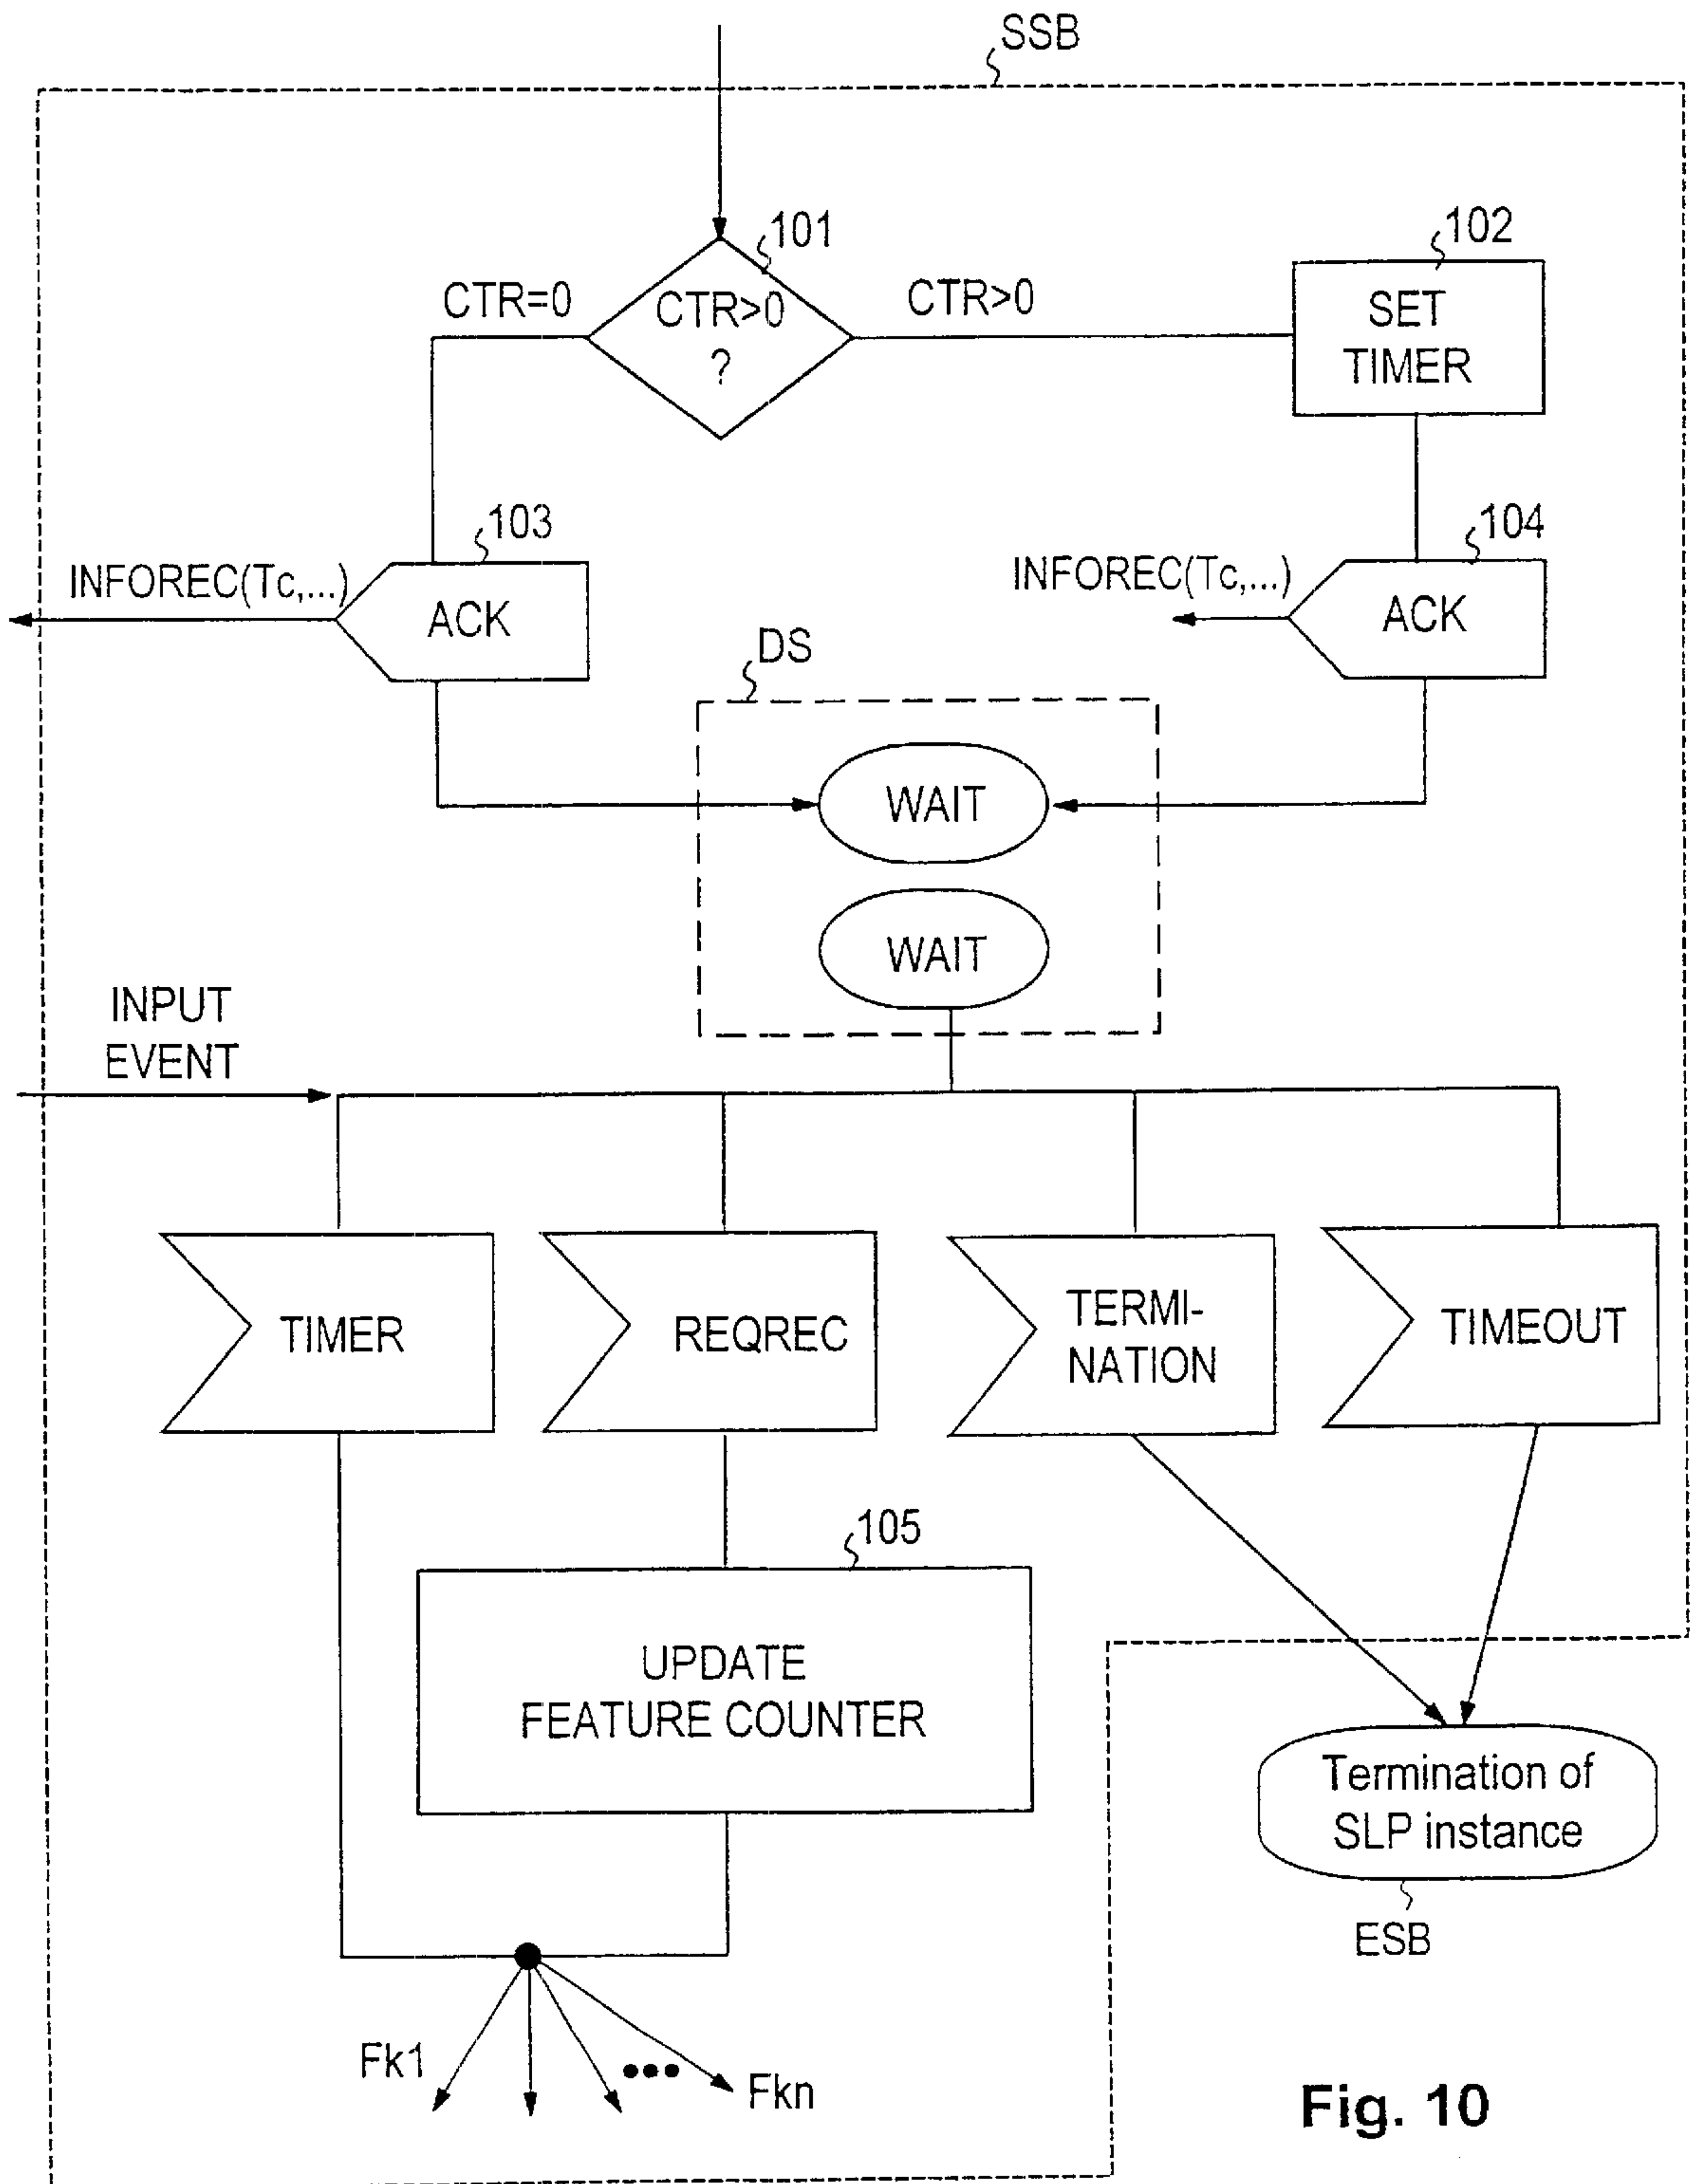 SSB
101
102
CTR=0
CTR>0
?
CTR>0
SET
TIMER
103
104
INFOREC(Tc,...)
ACK
INFOREC(Tc,...)
ACK
DS
WAIT
WAIT
INPUT
EVENT
TIMER
REQREC
TERMI-
NATION
TIMEOUT
105
UPDATE
FEATURE COUNTER
Termination of
SLP instance
ESB
Fk1
•••
Fkn
Fig. 10